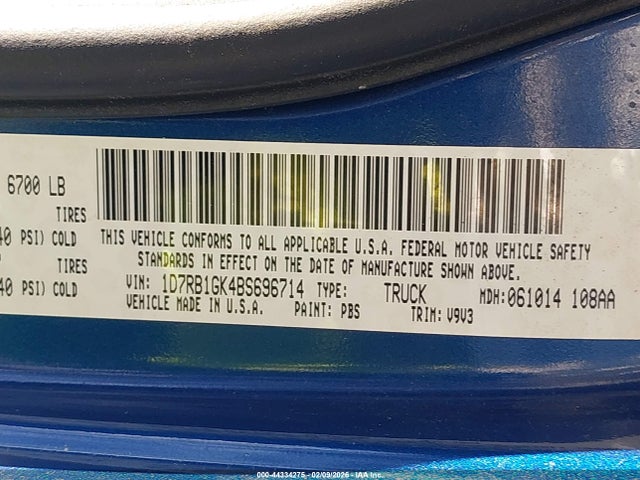 6700 LB
TIRES
40 PSI) COLD
TIRES
40 PSI) COLD
THIS VEHICLE CONFORMS TO ALL APPLICABLE U.S.A. FEDERAL MOTOR VEHICLE SAFETY
STANDARDS IN EFFECT ON THE DATE OF MANUFACTURE SHOWN ABOVE.
VIN: 1D7RB1GK4BS696714 TYPE: TRUCK MDH:061014 108AA
VEHICLE MADE IN U.S.A. PAINT: PBS TRIM: V9V3
000-44334275 - 02/09/2026 - IAA Inc.